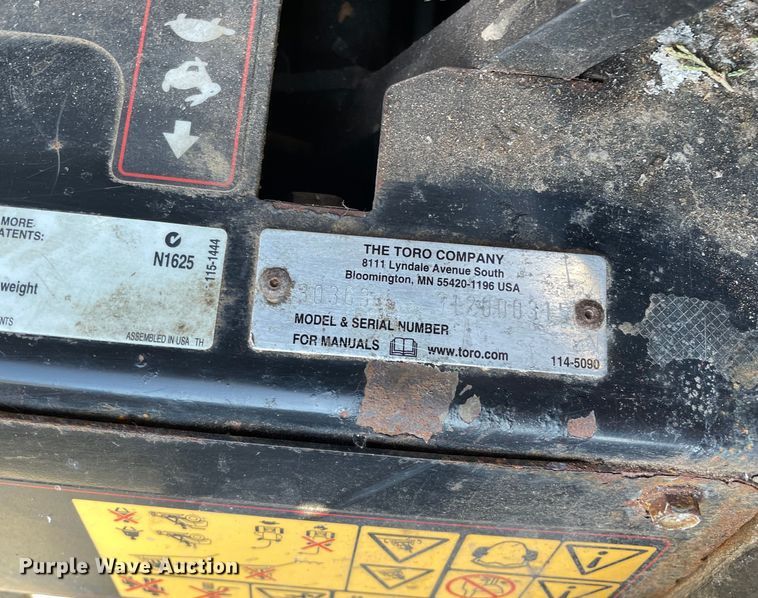 MORE
ATENTS:
N1625
115-1444
weight
NTS
ASSEMBLED IN USA TH
THE TORO COMPANY
8111 Lyndale Avenue South
Bloomington, MN 55420-1196 USA
MODEL & SERIAL NUMBER
FOR MANUALS www.toro.com
114-5090
Purple Wave Auction